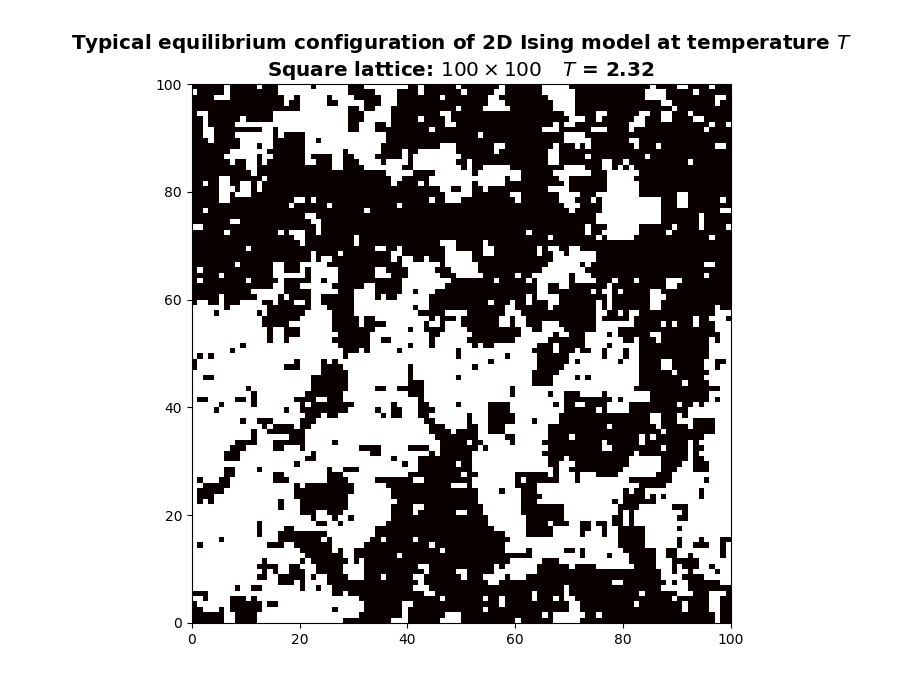 Typical equilibrium configuration of 2D Ising model at temperature T
Square lattice: 100 × 100 T = 2.32
100
80
60
40
20
0
0 20 40 60 80 100